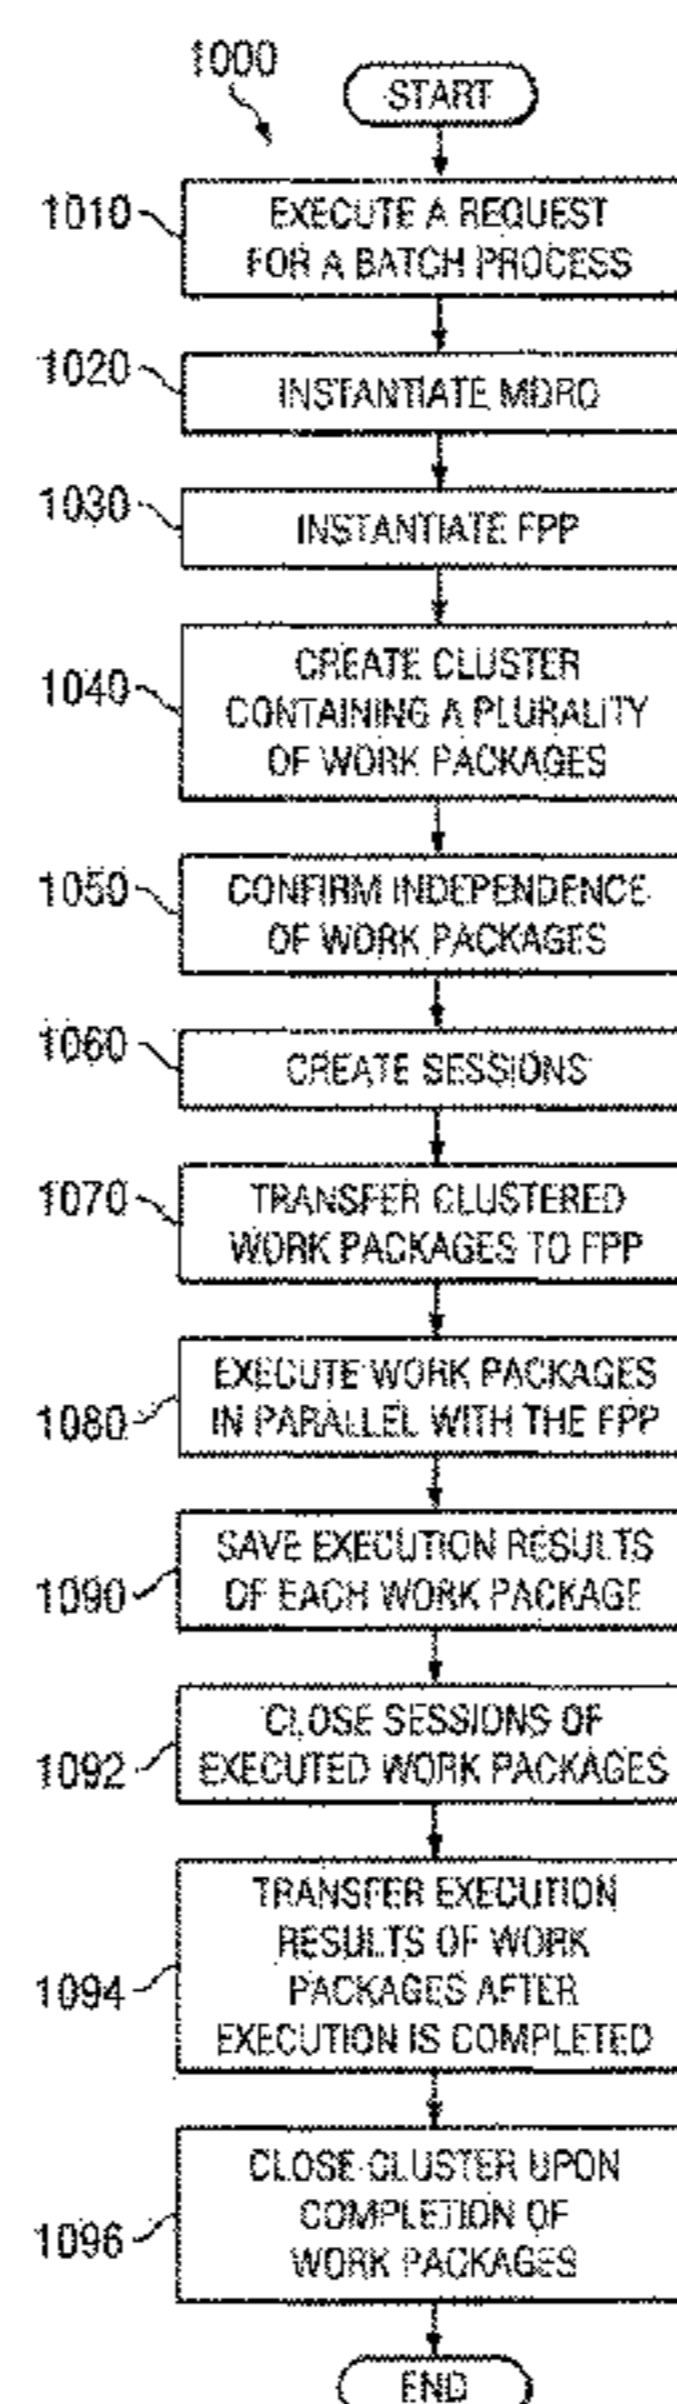 1000
START
1010
EXECUTE A REQUEST
FOR A BATCH PROCESS
1020
INSTANTIATE MDRO
1030
INSTANTIATE FPP
1040
CREATE CLUSTER
CONTAINING A PLURALITY
OF WORK PACKAGES
1050
CONFIRM INDEPENDENCE
OF WORK PACKAGES
1060
CREATE SESSIONS
1070
TRANSFER CLUSTERED
WORK PACKAGES TO FPP
1080
EXECUTE WORK PACKAGES
IN PARALLEL WITH THE FPP
1090
SAVE EXECUTION RESULTS
OF EACH WORK PACKAGE
1092
CLOSE SESSIONS OF
EXECUTED WORK PACKAGES
1094
TRANSFER EXECUTION
RESULTS OF WORK
PACKAGES AFTER
EXECUTION IS COMPLETED
1096
CLOSE CLUSTER UPON
COMPLETION OF
WORK PACKAGES
END